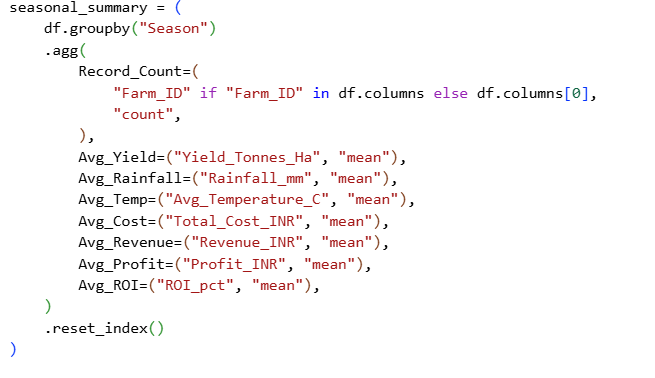 seasonal_summary = (
    df.groupby("Season")
    .agg(
        Record_Count=(
            "Farm_ID" if "Farm_ID" in df.columns else df.columns[0],
            "count",
        ),
        Avg_Yield=("Yield_Tonnes_Ha", "mean"),
        Avg_Rainfall=("Rainfall_mm", "mean"),
        Avg_Temp=("Avg_Temperature_C", "mean"),
        Avg_Cost=("Total_Cost_INR", "mean"),
        Avg_Revenue=("Revenue_INR", "mean"),
        Avg_Profit=("Profit_INR", "mean"),
        Avg_ROI=("ROI_pct", "mean"),
    )
    .reset_index()
)